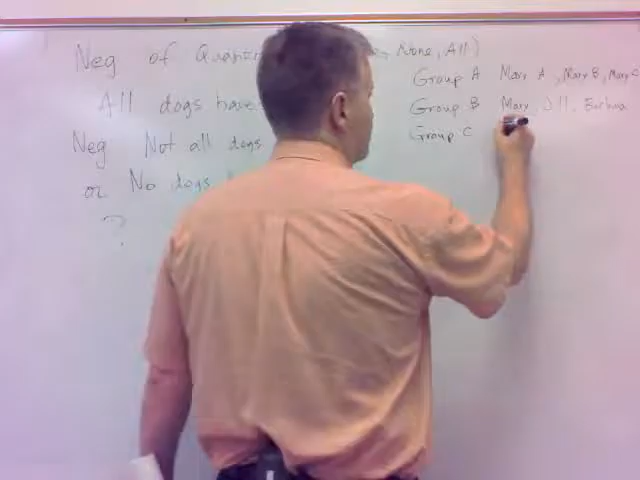 Neg of Quan None, All)
All dogs have
Neg Not all dogs
or No dogs
?
Group A Mary A, Mary B, Mary C
Group B Mary, Jill, Barbara
Group C